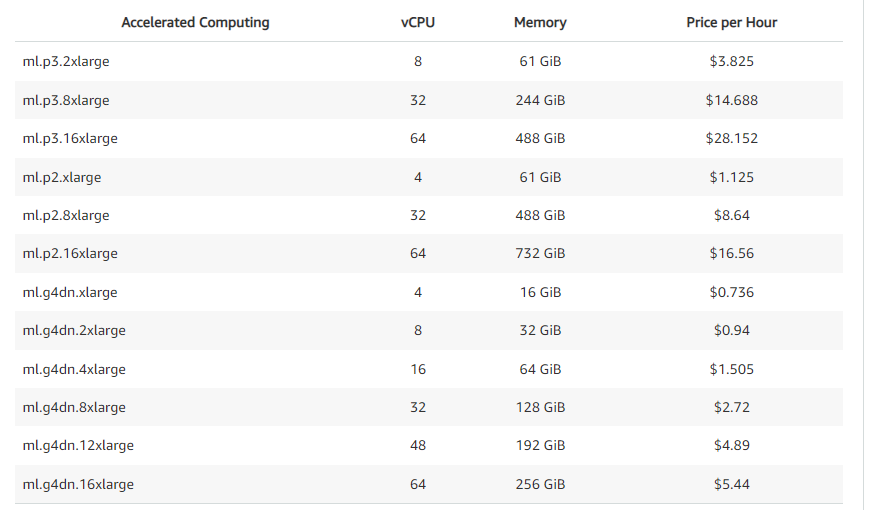 Accelerated Computing vCPU Memory Price per Hour
ml.p3.2xlarge 8 61 GiB $3.825
ml.p3.8xlarge 32 244 GiB $14.688
ml.p3.16xlarge 64 488 GiB $28.152
ml.p2.xlarge 4 61 GiB $1.125
ml.p2.8xlarge 32 488 GiB $8.64
ml.p2.16xlarge 64 732 GiB $16.56
ml.g4dn.xlarge 4 16 GiB $0.736
ml.g4dn.2xlarge 8 32 GiB $0.94
ml.g4dn.4xlarge 16 64 GiB $1.505
ml.g4dn.8xlarge 32 128 GiB $2.72
ml.g4dn.12xlarge 48 192 GiB $4.89
ml.g4dn.16xlarge 64 256 GiB $5.44